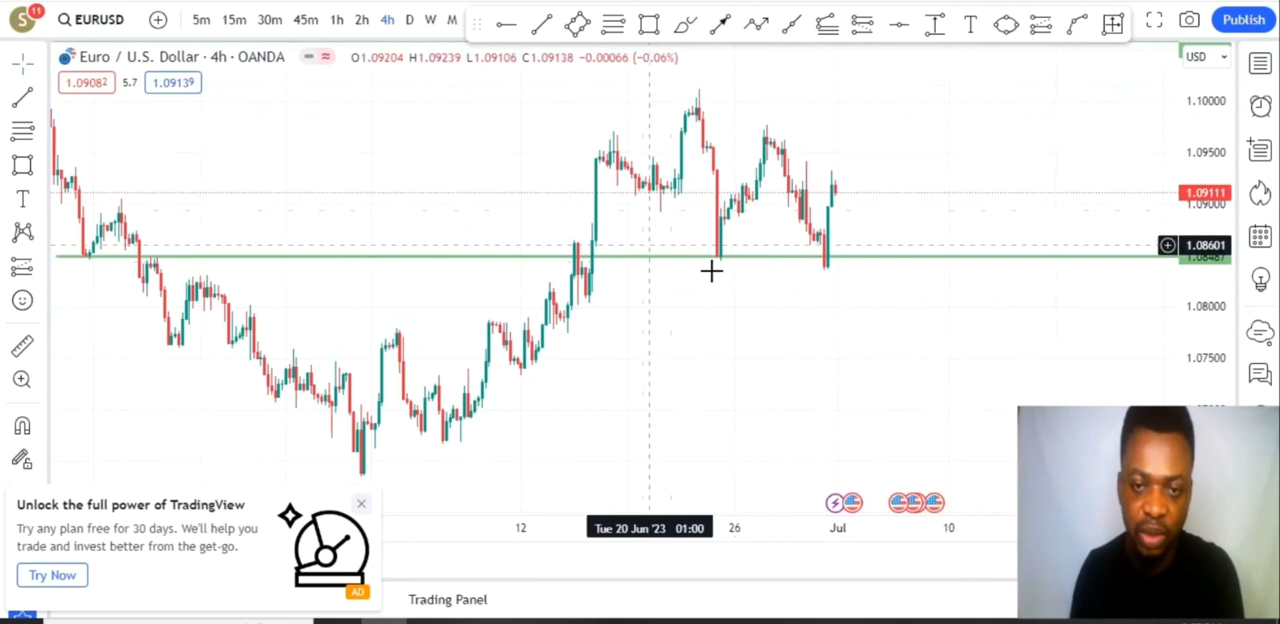 S 11 EURUSD 5m 15m 30m 45m 1h 2h 4h D W M T Publish
Euro / U.S. Dollar · 4h · OANDA O1.09204 H1.09239 L1.09106 C1.09138 −0.00066 (−0.06%) USD
1.09082 5.7 1.09139
1.10000
1.09500
1.09111
1.09000
1.08601
1.08487
1.08000
1.07500
T
Unlock the full power of TradingView
Try any plan free for 30 days. We'll help you
trade and invest better from the get-go.
Try Now
AD
12 Tue 20 Jun '23 01:00 26 Jul 10
Trading Panel